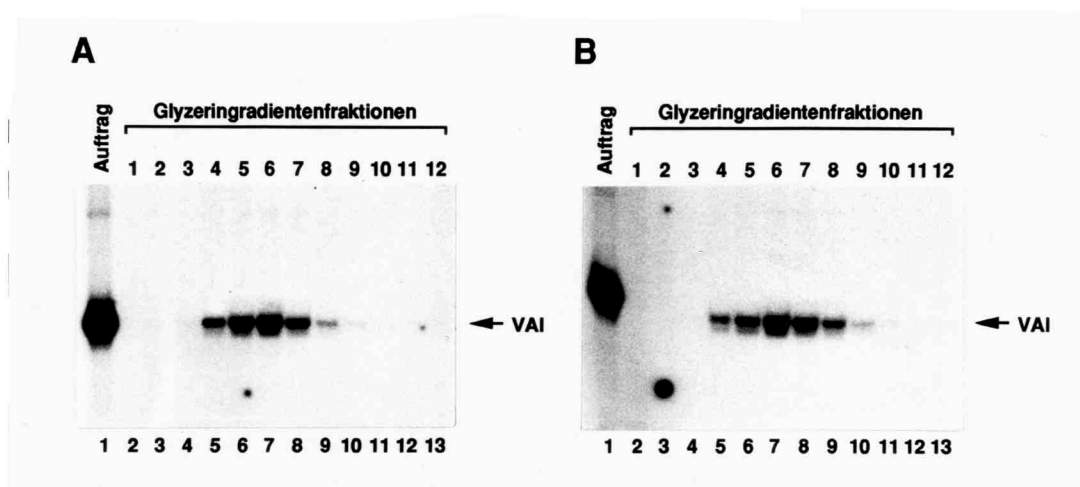 A
Glyzeringradientenfraktionen
Auftrag
1 2 3 4 5 6 7 8 9 10 11 12
VAI
1 2 3 4 5 6 7 8 9 10 11 12 13
B
Glyzeringradientenfraktionen
Auftrag
1 2 3 4 5 6 7 8 9 10 11 12
VAI
1 2 3 4 5 6 7 8 9 10 11 12 13